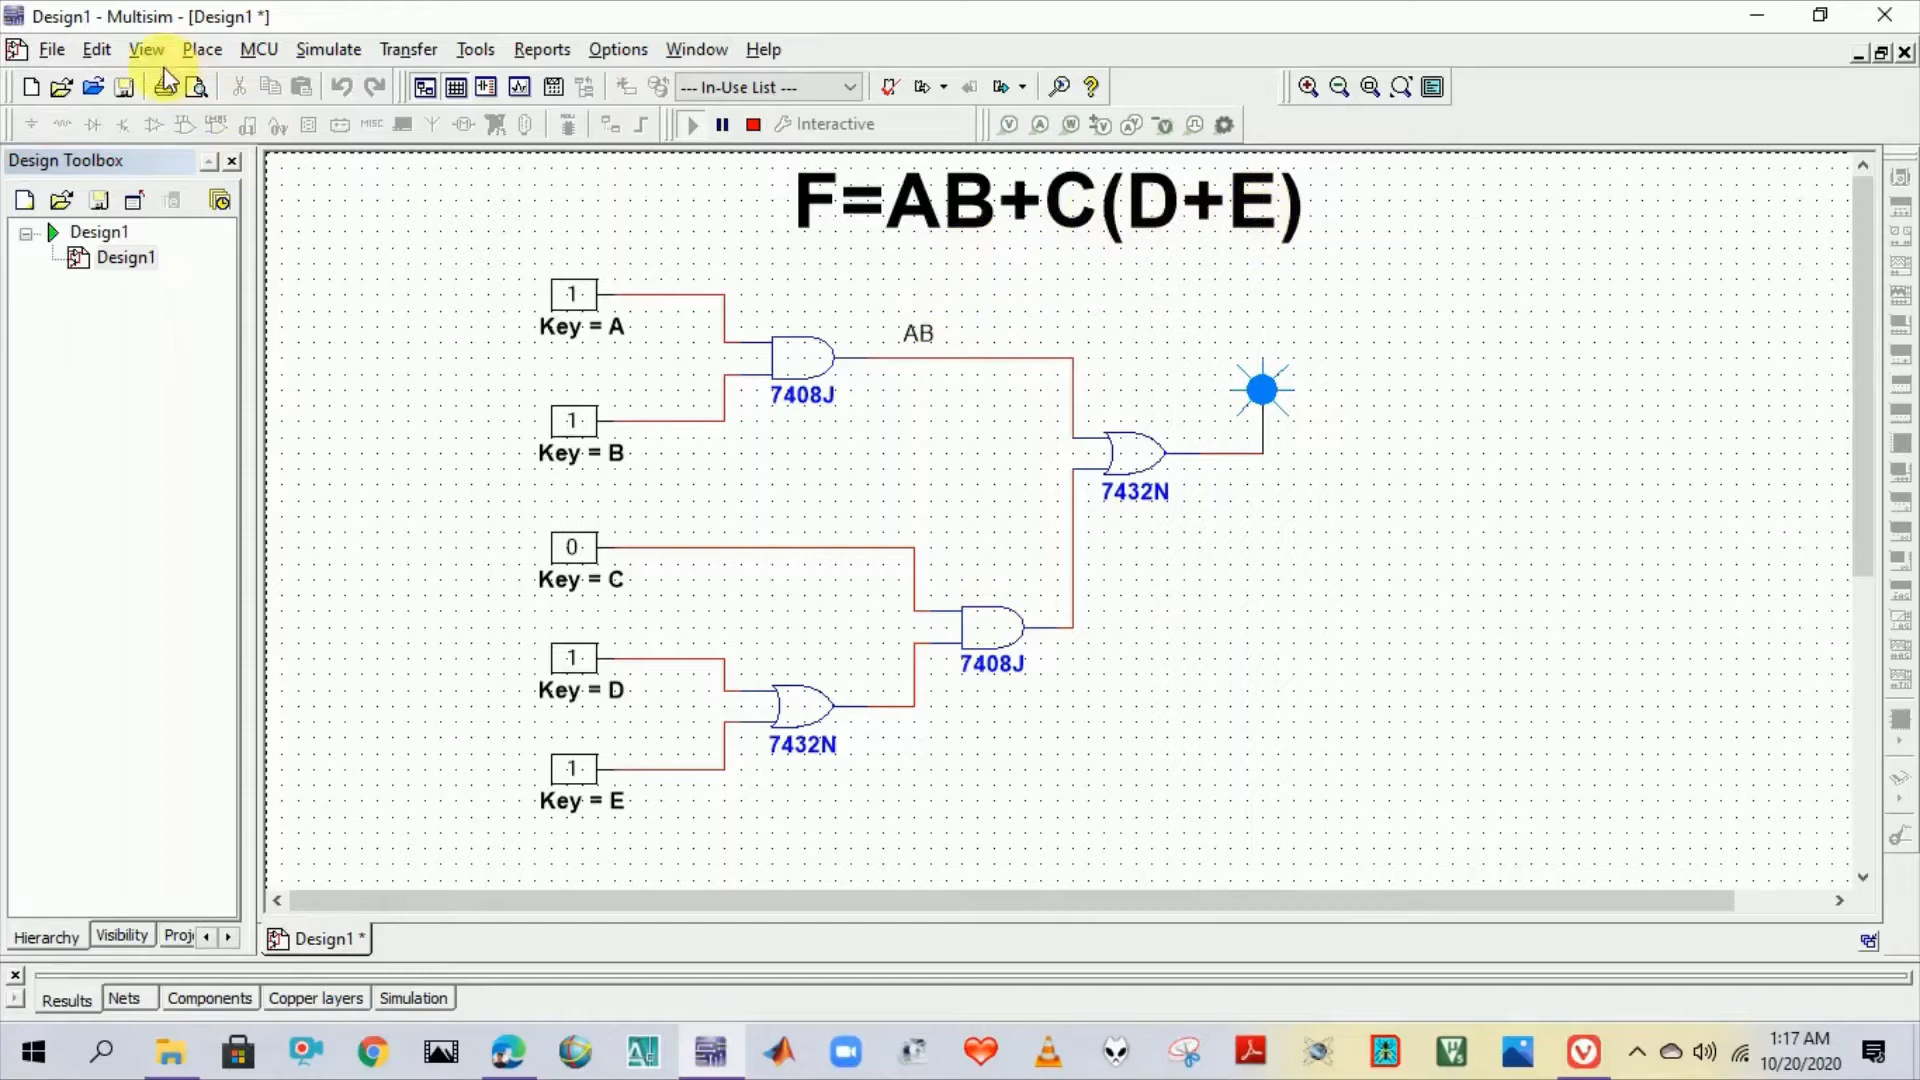 Design1 - Multisim - [Design1 *]
File Edit View Place MCU Simulate Transfer Tools Reports Options Window Help
--- In-Use List ---
MISC Interactive
Design Toolbox
Design1
Design1
F=AB+C(D+E)
1
Key = A
AB
7408J
1
Key = B
7432N
0
Key = C
7408J
1
Key = D
7432N
1
Key = E
Hierarchy Visibility Proj
Design1 *
Results Nets Components Copper layers Simulation
1:17 AM
10/20/2020